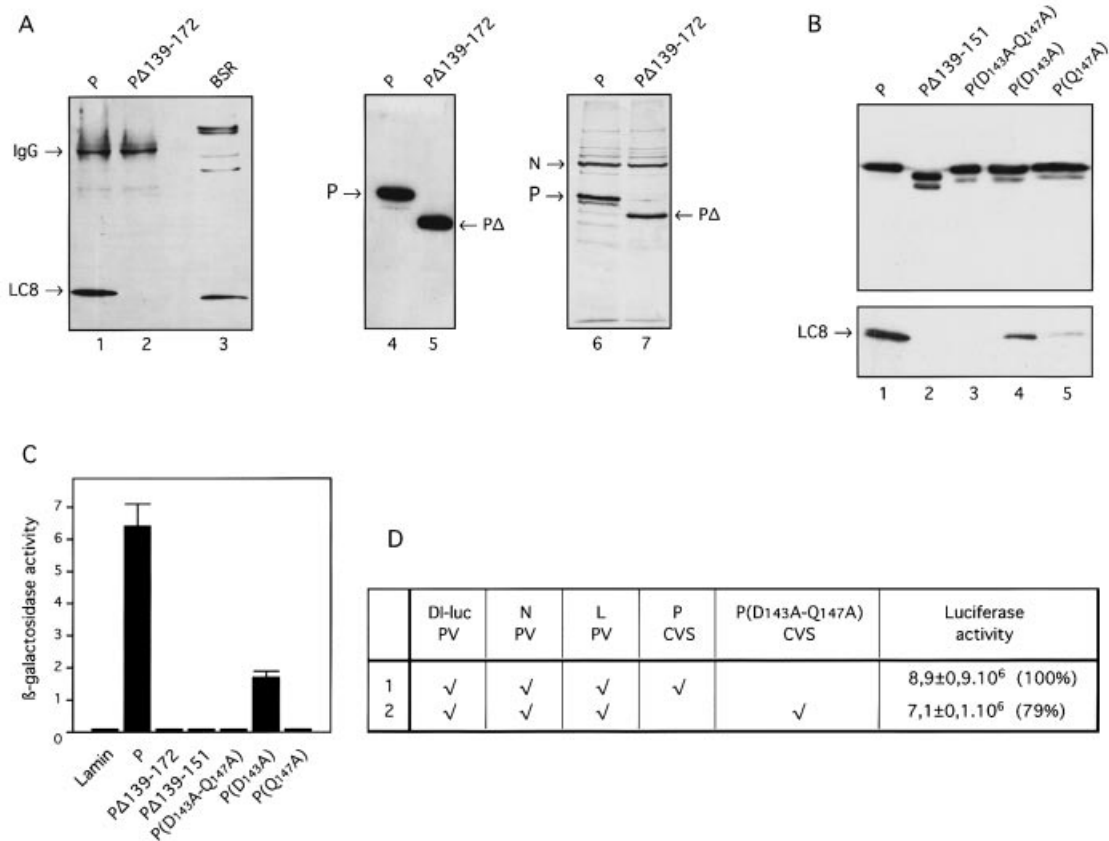 A
P PΔ139-172 BSR
IgG →
LC8 →
1 2 3
P PΔ139-172
P →
← PΔ
4 5
P PΔ139-172
N →
P →
← PΔ
6 7
B
P PΔ139-151 P(D143A-Q147A) P(D143A) P(Q147A)
LC8 →
1 2 3 4 5
C
ß-galactosidase activity
7
6
5
4
3
2
1
0
Lamin P PΔ139-172 PΔ139-151 P(D143A-Q147A) P(D143A) P(Q147A)
D
DI-luc PV N PV L PV P CVS P(D143A-Q147A) CVS Luciferase activity
1 √ √ √ √ 8,9±0,9.10⁶ (100%)
2 √ √ √ √ 7,1±0,1.10⁶ (79%)